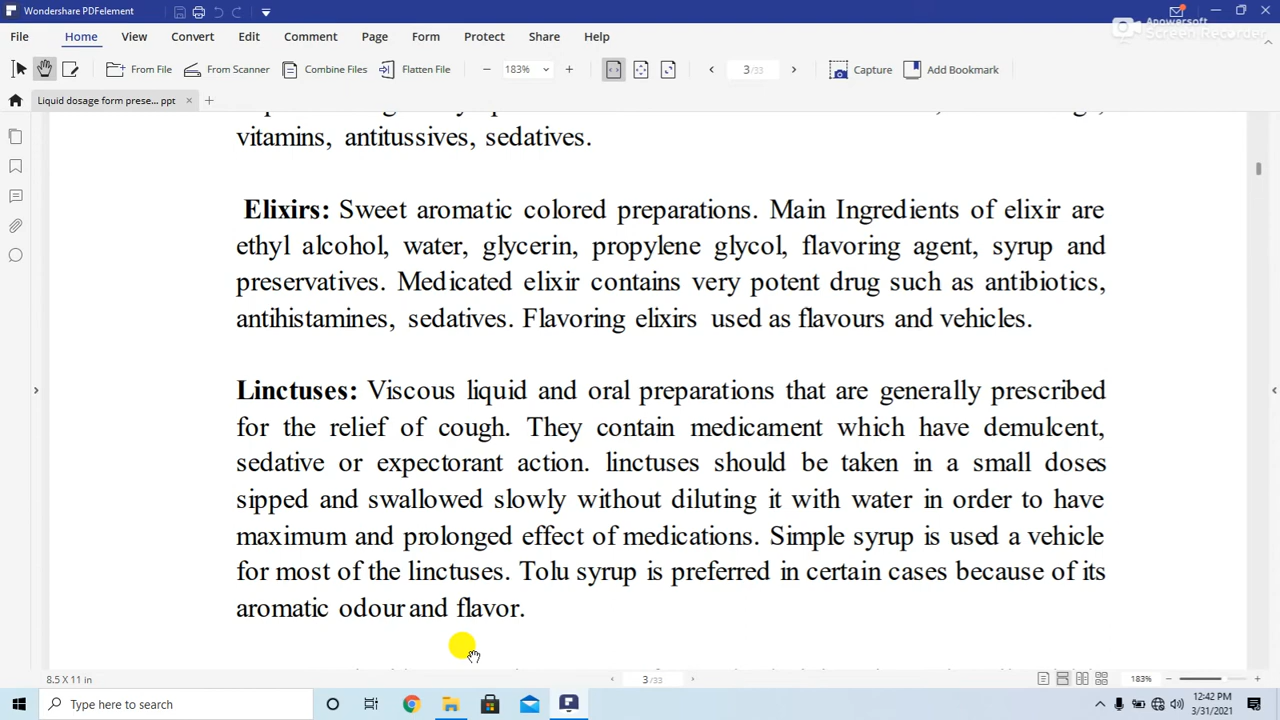 Wondershare PDFelement
Apowersoft
Screen Recorder
File Home View Convert Edit Comment Page Form Protect Share Help
From File From Scanner Combine Files Flatten File 183% 3 /33 Capture Add Bookmark
Liquid dosage form prese... ppt
vitamins, antitussives, sedatives.
Elixirs: Sweet aromatic colored preparations. Main Ingredients of elixir are
ethyl alcohol, water, glycerin, propylene glycol, flavoring agent, syrup and
preservatives. Medicated elixir contains very potent drug such as antibiotics,
antihistamines, sedatives. Flavoring elixirs used as flavours and vehicles.
Linctuses: Viscous liquid and oral preparations that are generally prescribed
for the relief of cough. They contain medicament which have demulcent,
sedative or expectorant action. linctuses should be taken in a small doses
sipped and swallowed slowly without diluting it with water in order to have
maximum and prolonged effect of medications. Simple syrup is used a vehicle
for most of the linctuses. Tolu syrup is preferred in certain cases because of its
aromatic odour and flavor.
8.5 X 11 in 3 /33 183%
Type here to search
12:42 PM
3/31/2021